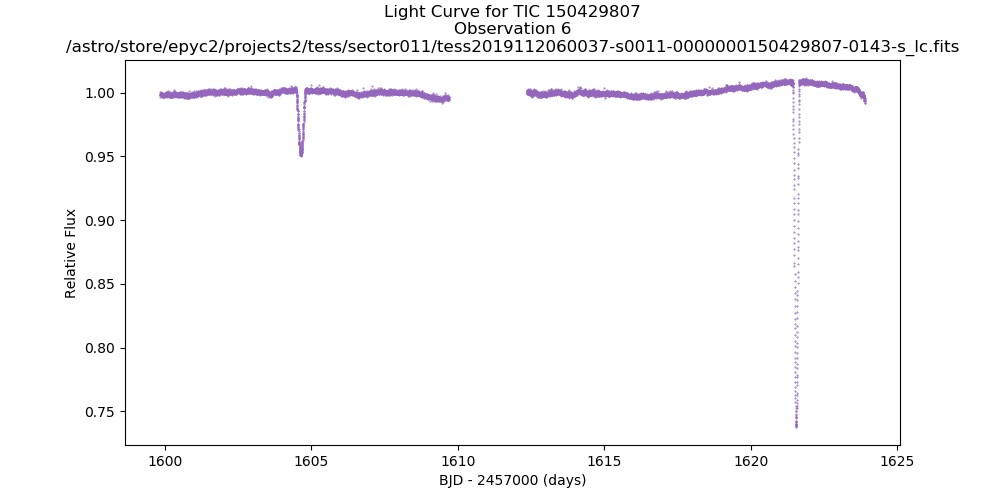 Light Curve for TIC 150429807
Observation 6
/astro/store/epyc2/projects2/tess/sector011/tess2019112060037-s0011-0000000150429807-0143-s_lc.fits
1.00
0.95
0.90
0.85
0.80
0.75
Relative Flux
1600
1605
1610
1615
1620
1625
BJD - 2457000 (days)